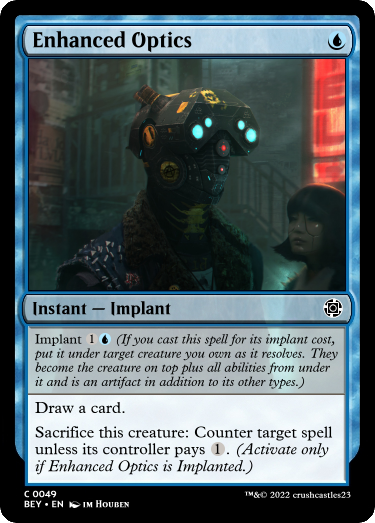 Enhanced Optics
Instant — Implant
Implant 1 (If you cast this spell for its implant cost,
put it under target creature you own as it resolves. They
become the creature on top plus all abilities from under
it and is an artifact in addition to its other types.)
Draw a card.
Sacrifice this creature: Counter target spell
unless its controller pays 1. (Activate only
if Enhanced Optics is Implanted.)
C 0049
BEY • EN IM HOUBEN
™&© 2022 crushcastles23